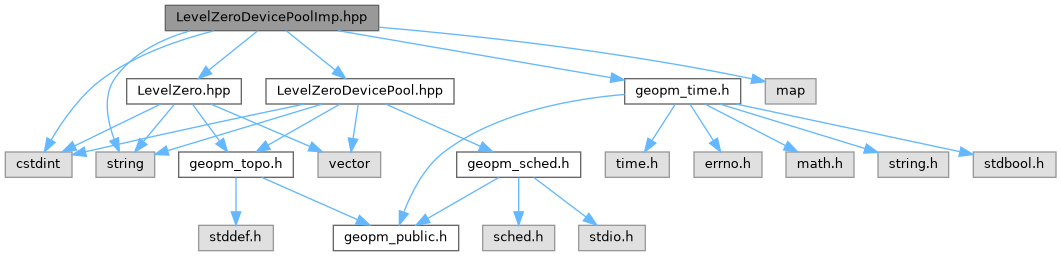 LevelZeroDevicePoolImp.hpp
LevelZero.hpp
LevelZeroDevicePool.hpp
geopm_time.h
map
cstdint
string
geopm_topo.h
vector
geopm_sched.h
time.h
errno.h
math.h
string.h
stdbool.h
stddef.h
geopm_public.h
sched.h
stdio.h